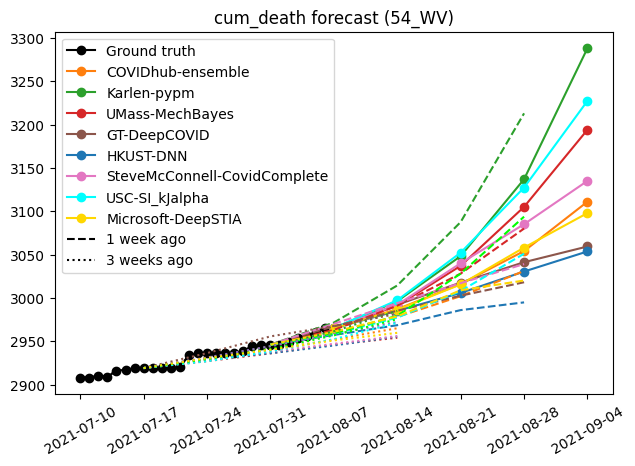 cum_death forecast (54_WV)
3300
3250
3200
3150
3100
3050
3000
2950
2900
Ground truth
COVIDhub-ensemble
Karlen-pypm
UMass-MechBayes
GT-DeepCOVID
HKUST-DNN
SteveMcConnell-CovidComplete
USC-SI_kJalpha
Microsoft-DeepSTIA
1 week ago
3 weeks ago
2021-07-10
2021-07-17
2021-07-24
2021-07-31
2021-08-07
2021-08-14
2021-08-21
2021-08-28
2021-09-04